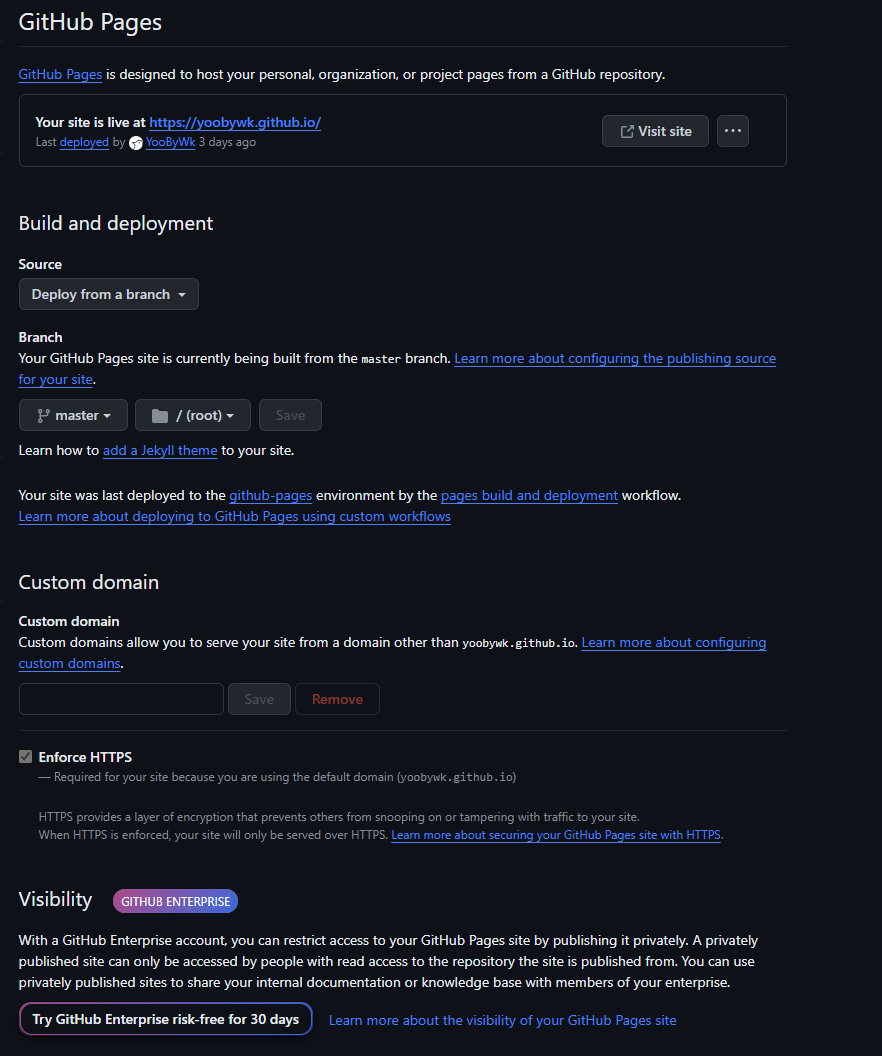 GitHub Pages
GitHub Pages is designed to host your personal, organization, or project pages from a GitHub repository.
Your site is live at https://yoobywk.github.io/
Last deployed by YooByWk 3 days ago
Visit site
Build and deployment
Source
Deploy from a branch
Branch
Your GitHub Pages site is currently being built from the master branch. Learn more about configuring the publishing source
for your site.
master
/ (root)
Save
Learn how to add a Jekyll theme to your site.
Your site was last deployed to the github-pages environment by the pages build and deployment workflow.
Learn more about deploying to GitHub Pages using custom workflows
Custom domain
Custom domain
Custom domains allow you to serve your site from a domain other than yoobywk.github.io. Learn more about configuring
custom domains.
Save
Remove
Enforce HTTPS
— Required for your site because you are using the default domain (yoobywk.github.io)
HTTPS provides a layer of encryption that prevents others from snooping on or tampering with traffic to your site.
When HTTPS is enforced, your site will only be served over HTTPS. Learn more about securing your GitHub Pages site with HTTPS.
Visibility
GITHUB ENTERPRISE
With a GitHub Enterprise account, you can restrict access to your GitHub Pages site by publishing it privately. A privately
published site can only be accessed by people with read access to the repository the site is published from. You can use
privately published sites to share your internal documentation or knowledge base with members of your enterprise.
Try GitHub Enterprise risk-free for 30 days
Learn more about the visibility of your GitHub Pages site